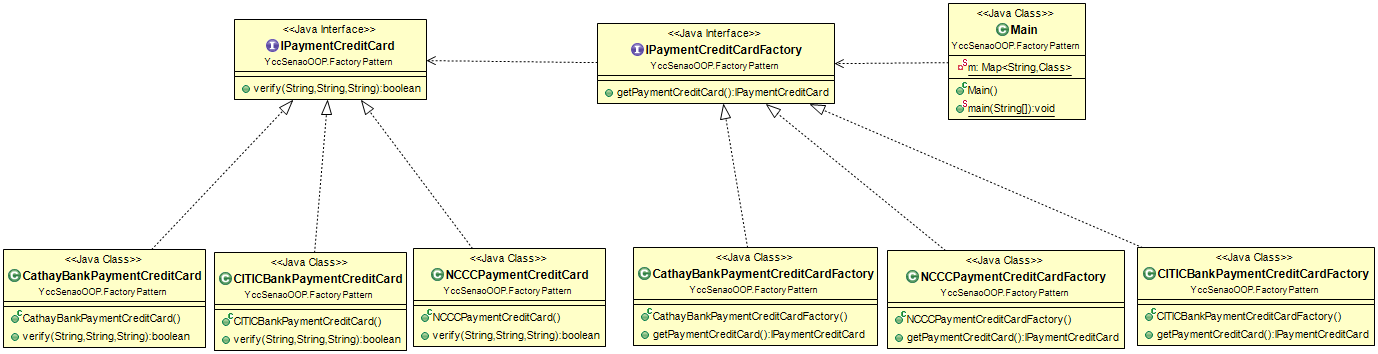 <<Java Interface>>
IPaymentCreditCard
YccSenaoOOP.FactoryPattern
verify(String,String,String):boolean
<<Java Interface>>
IPaymentCreditCardFactory
YccSenaoOOP.FactoryPattern
getPaymentCreditCard():IPaymentCreditCard
<<Java Class>>
Main
YccSenaoOOP.FactoryPattern
m: Map<String,Class>
Main()
main(String[]):void
<<Java Class>>
CathayBankPaymentCreditCard
YccSenaoOOP.FactoryPattern
CathayBankPaymentCreditCard()
verify(String,String,String):boolean
<<Java Class>>
CITICBankPaymentCreditCard
YccSenaoOOP.FactoryPattern
CITICBankPaymentCreditCard()
verify(String,String,String):boolean
<<Java Class>>
NCCCPaymentCreditCard
YccSenaoOOP.FactoryPattern
NCCCPaymentCreditCard()
verify(String,String,String):boolean
<<Java Class>>
CathayBankPaymentCreditCardFactory
YccSenaoOOP.FactoryPattern
CathayBankPaymentCreditCardFactory()
getPaymentCreditCard():IPaymentCreditCard
<<Java Class>>
NCCCPaymentCreditCardFactory
YccSenaoOOP.FactoryPattern
NCCCPaymentCreditCardFactory()
getPaymentCreditCard():IPaymentCreditCard
<<Java Class>>
CITICBankPaymentCreditCardFactory
YccSenaoOOP.FactoryPattern
CITICBankPaymentCreditCardFactory()
getPaymentCreditCard():IPaymentCreditCard